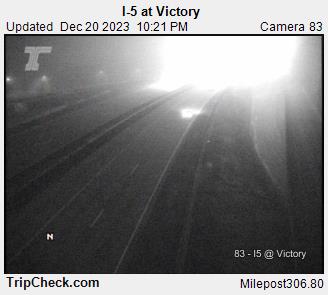 I-5 at Victory
Updated Dec 20 2023 10:21 PM Camera 83
TR
N
83 - I5 @ Victory
TripCheck.com Milepost306.80